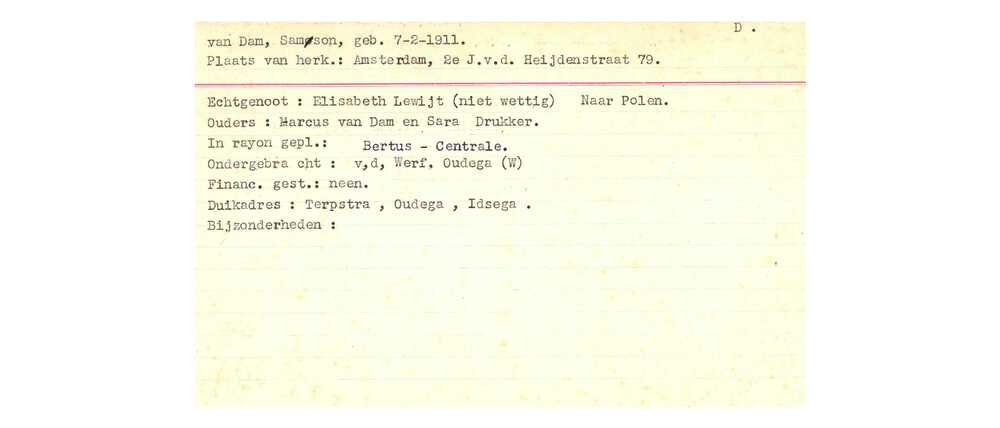 D .
van Dam, Samson, geb. 7-2-1911.
Plaats van herk.: Amsterdam, 2e J.v.d. Heijdenstraat 79.
Echtgenoot : Elisabeth Lewijt (niet wettig) Naar Polen.
Ouders : Marcus van Dam en Sara Drukker.
In rayon gepl.: Bertus - Centrale.
Ondergebra cht : v,d, Werf, Oudega (W)
Financ. gest.: neen.
Duikadres : Terpstra , Oudega , Idsega .
Bijzonderheden :